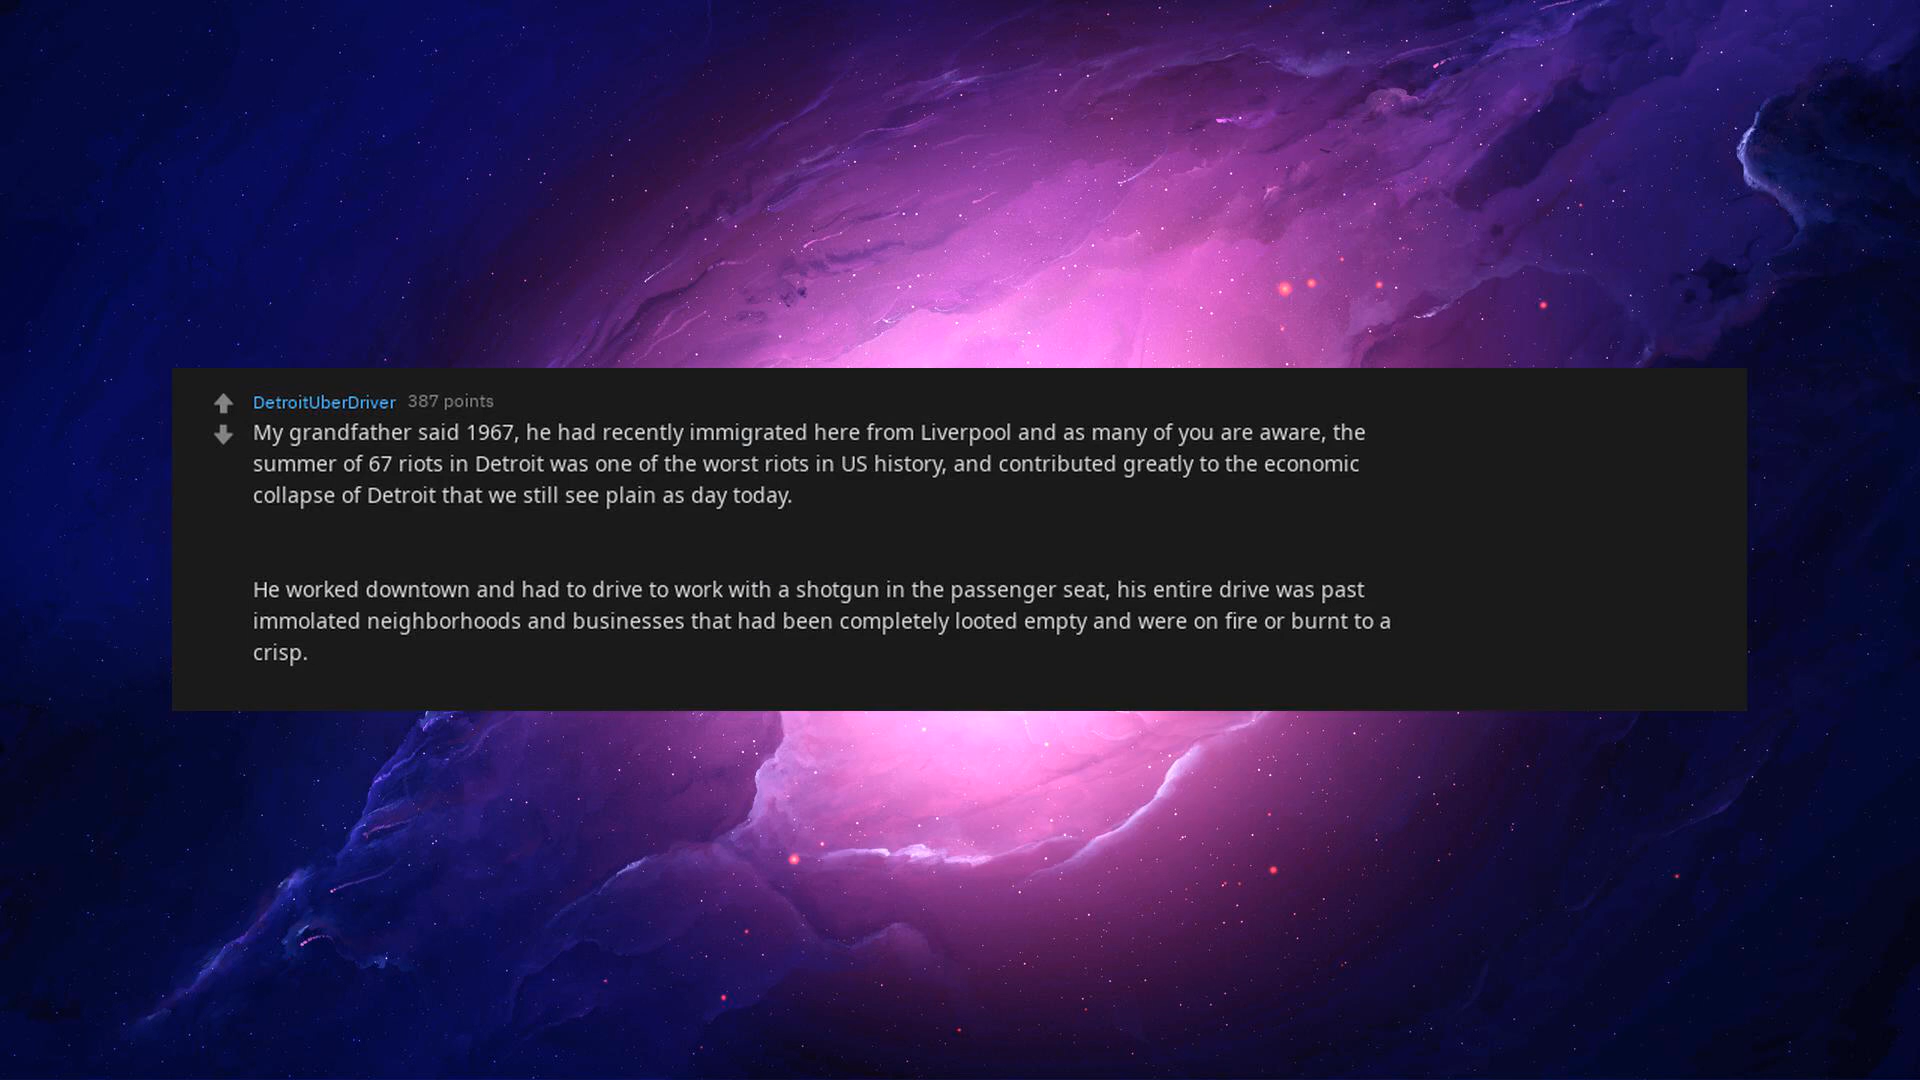 DetroitUberDriver 387 points
My grandfather said 1967, he had recently immigrated here from Liverpool and as many of you are aware, the
summer of 67 riots in Detroit was one of the worst riots in US history, and contributed greatly to the economic
collapse of Detroit that we still see plain as day today.
He worked downtown and had to drive to work with a shotgun in the passenger seat, his entire drive was past
immolated neighborhoods and businesses that had been completely looted empty and were on fire or burnt to a
crisp.